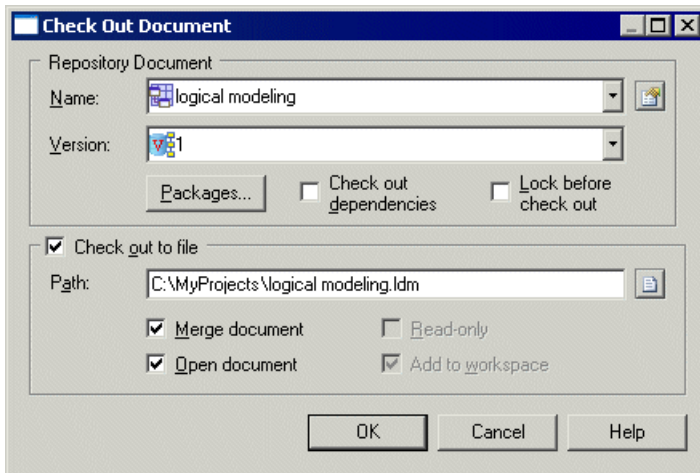 Check Out Document
Repository Document
Name: logical modeling
Version: 1
Packages... Check out dependencies Lock before check out
Check out to file
Path: C:\MyProjects\logical modeling.ldm
Merge document Read-only
Open document Add to workspace
OK Cancel Help